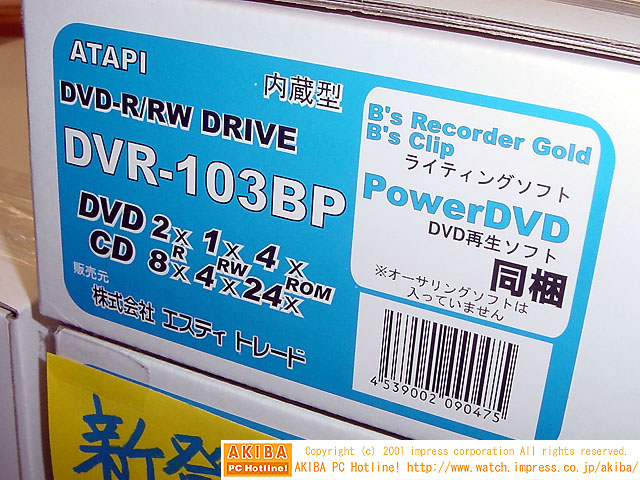 ATAPI
内蔵型
DVD-R/RW DRIVE
DVR-103BP
DVD 2x 1x 4x
R RW ROM
CD 8x 4x 24x
販売元
株式会社 エスティ トレード
B's Recorder Gold
B's Clip
ライティングソフト
PowerDVD
DVD再生ソフト
同梱
※オーサリングソフトは
入っていません
4539002 090475
新発
AKIBA
PC Hotline!
Copyright (c) 2001 impress corporation All rights reserved.
AKIBA PC Hotline! http://www.watch.impress.co.jp/akiba/